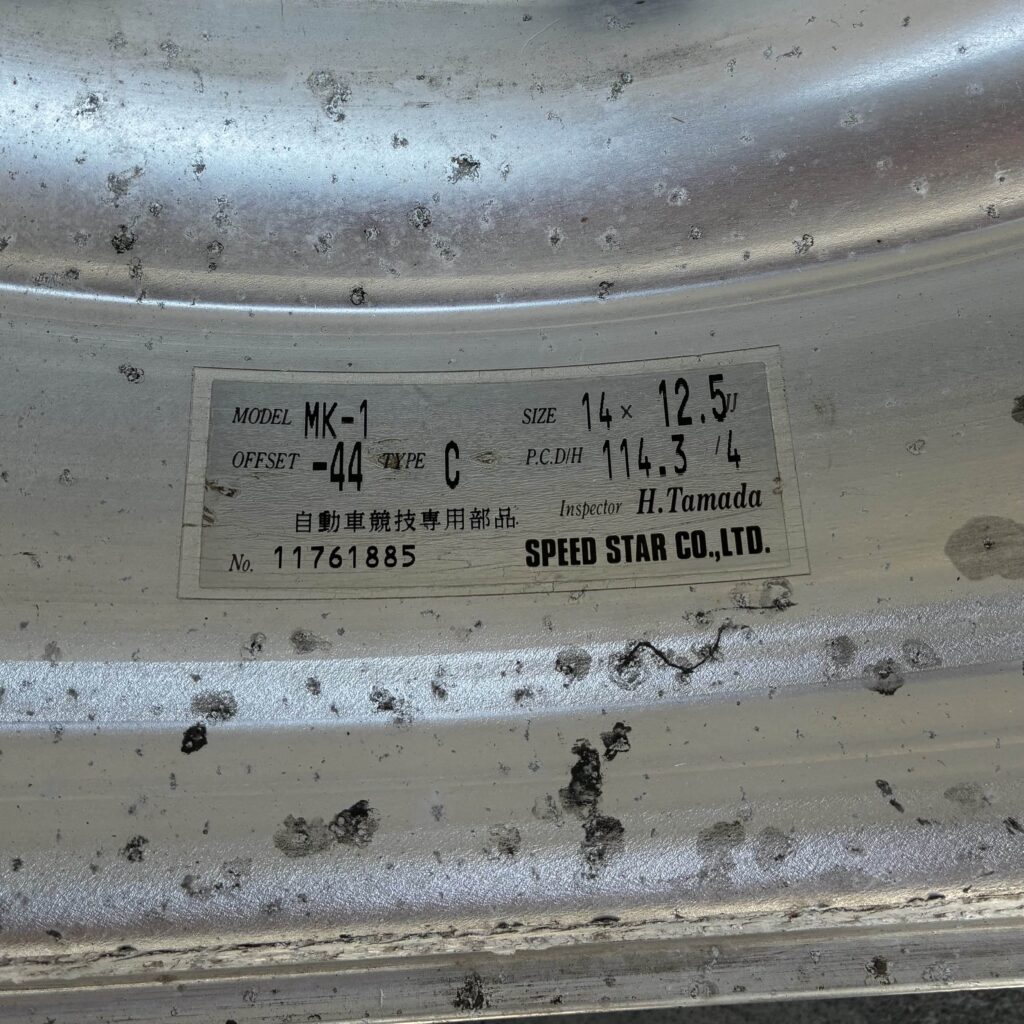 MODEL MK-1 SIZE 14 × 12.5JJ
OFFSET -44 TYPE C P.C.D/H 114.3 /4
自動車競技専用部品 Inspector H.Tamada
No. 11761885 SPEED STAR CO.,LTD.